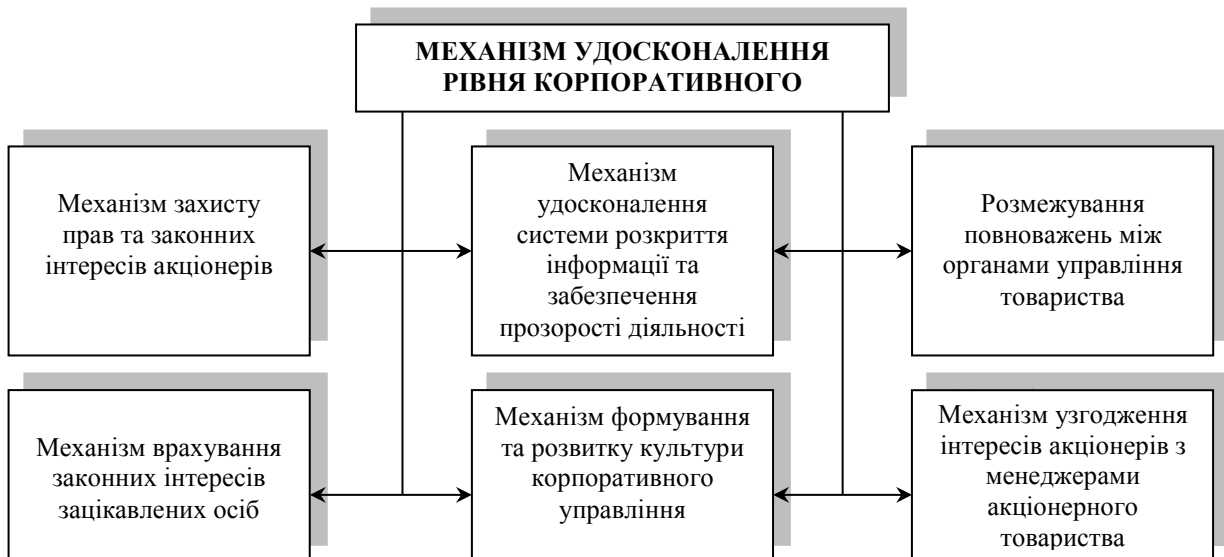 МЕХАНІЗМ УДОСКОНАЛЕННЯ
РІВНЯ КОРПОРАТИВНОГО
Механізм захисту
прав та законних
інтересів акціонерів
Механізм
удосконалення
системи розкриття
інформації та
забезпечення
прозорості діяльності
Розмежування
повноважень між
органами управління
товариства
Механізм врахування
законних інтересів
зацікавлених осіб
Механізм формування
та розвитку культури
корпоративного
управління
Механізм узгодження
інтересів акціонерів з
менеджерами
акціонерного
товариства